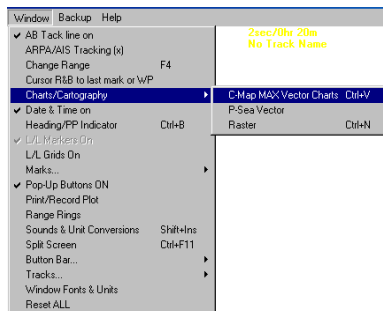 Window Backup Help
2sec/0hr 20m
No Track Name
AB Tack line on
ARPA/AIS Tracking (x)
Change Range F4
Cursor R&B to last mark or WP
Charts/Cartography
C-Map MAX Vector Charts Ctrl+V
Date & Time on
P-Sea Vector
Heading/PP Indicator Ctrl+B
Raster Ctrl+N
L/L Markers On
L/L Grids On
Marks...
Pop-Up Buttons ON
Print/Record Plot
Range Rings
Sounds & Unit Conversions Shift+Ins
Split Screen Ctrl+F11
Button Bar...
Tracks...
Window Fonts & Units
Reset ALL